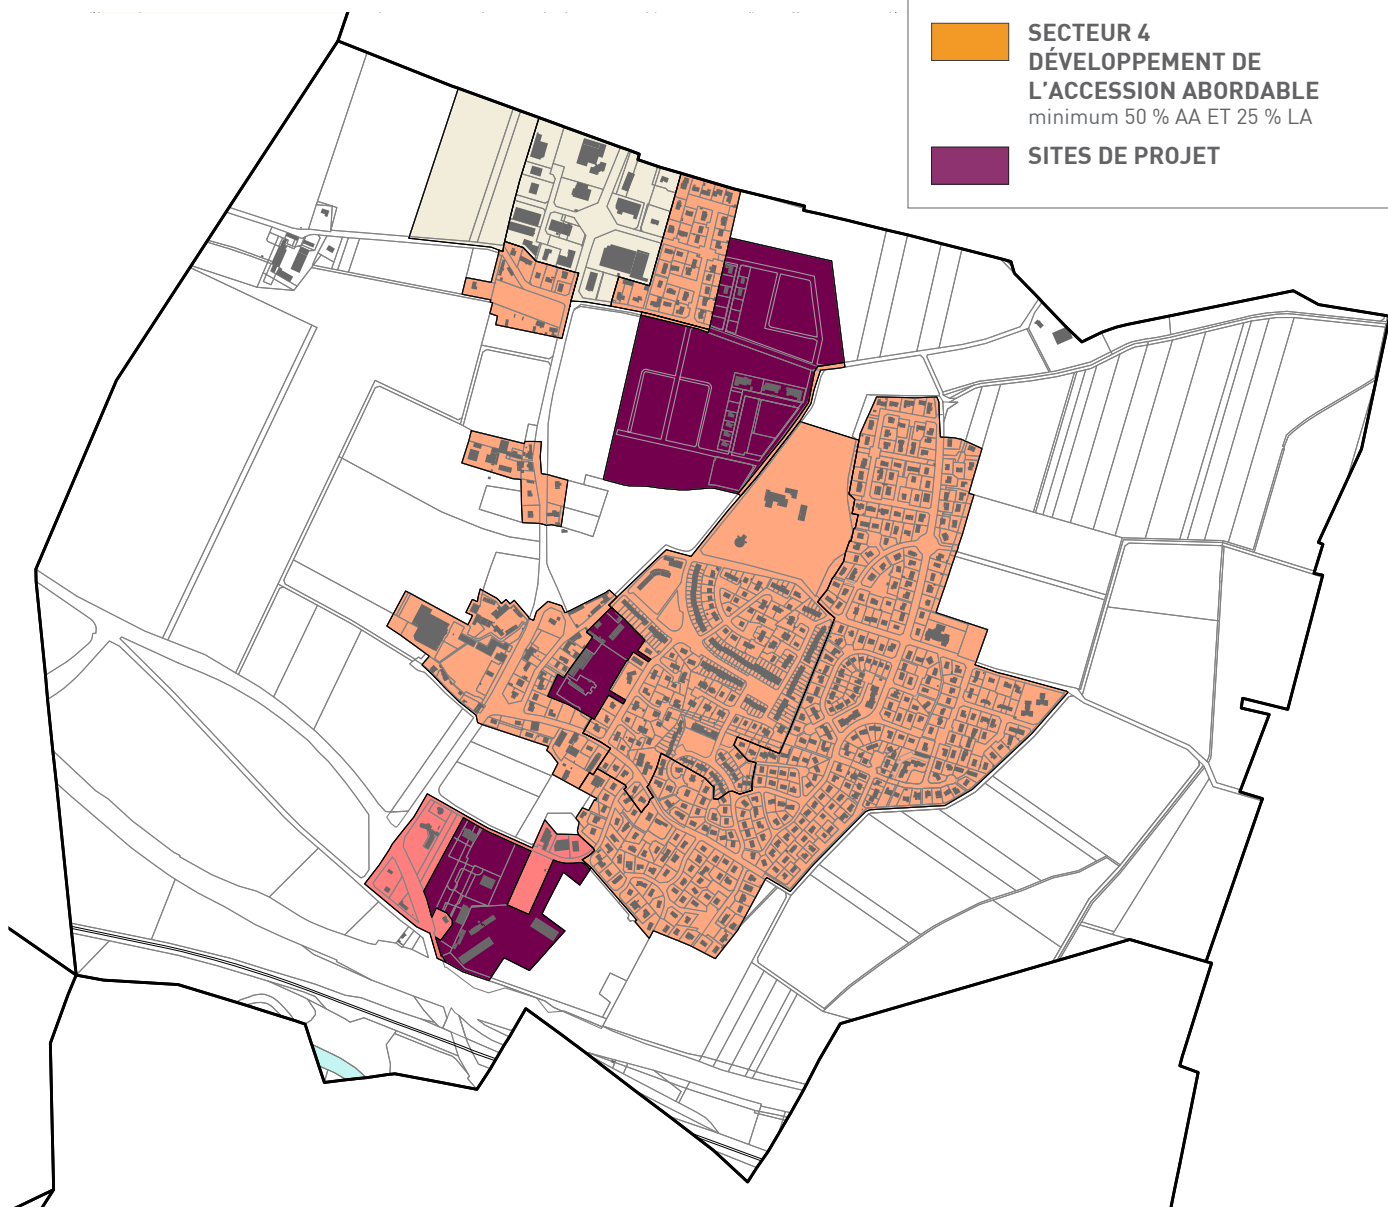 SECTEUR 4
DÉVELOPPEMENT DE
L’ACCESSION ABORDABLE
minimum 50 % AA ET 25 % LA
SITES DE PROJET